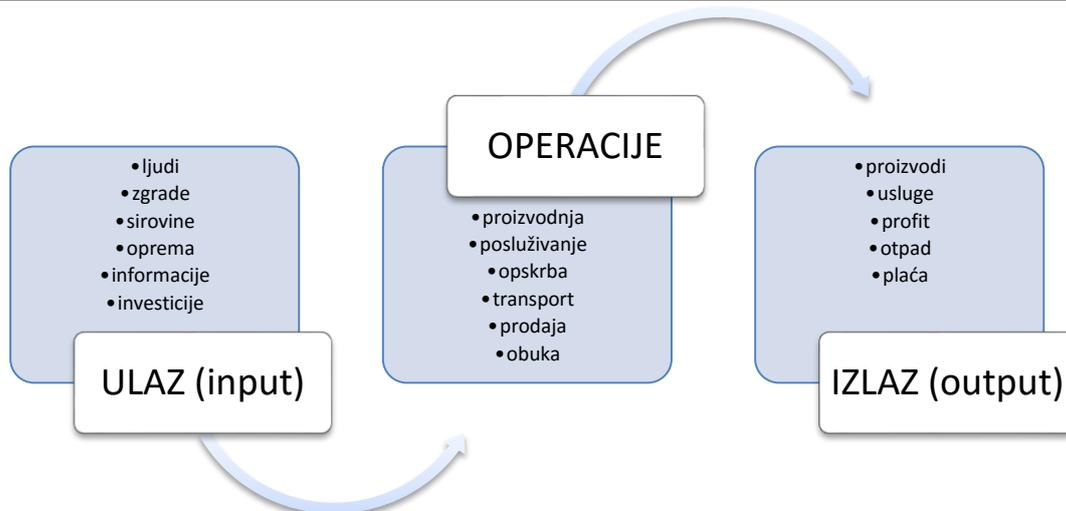 •ljudi
•zgrade
•sirovine
•oprema
•informacije
•investicije
ULAZ (input)
OPERACIJE
•proizvodnja
•posluživanje
•opskrba
•transport
•prodaja
•obuka
•proizvodi
•usluge
•profit
•otpad
•plaća
IZLAZ (output)